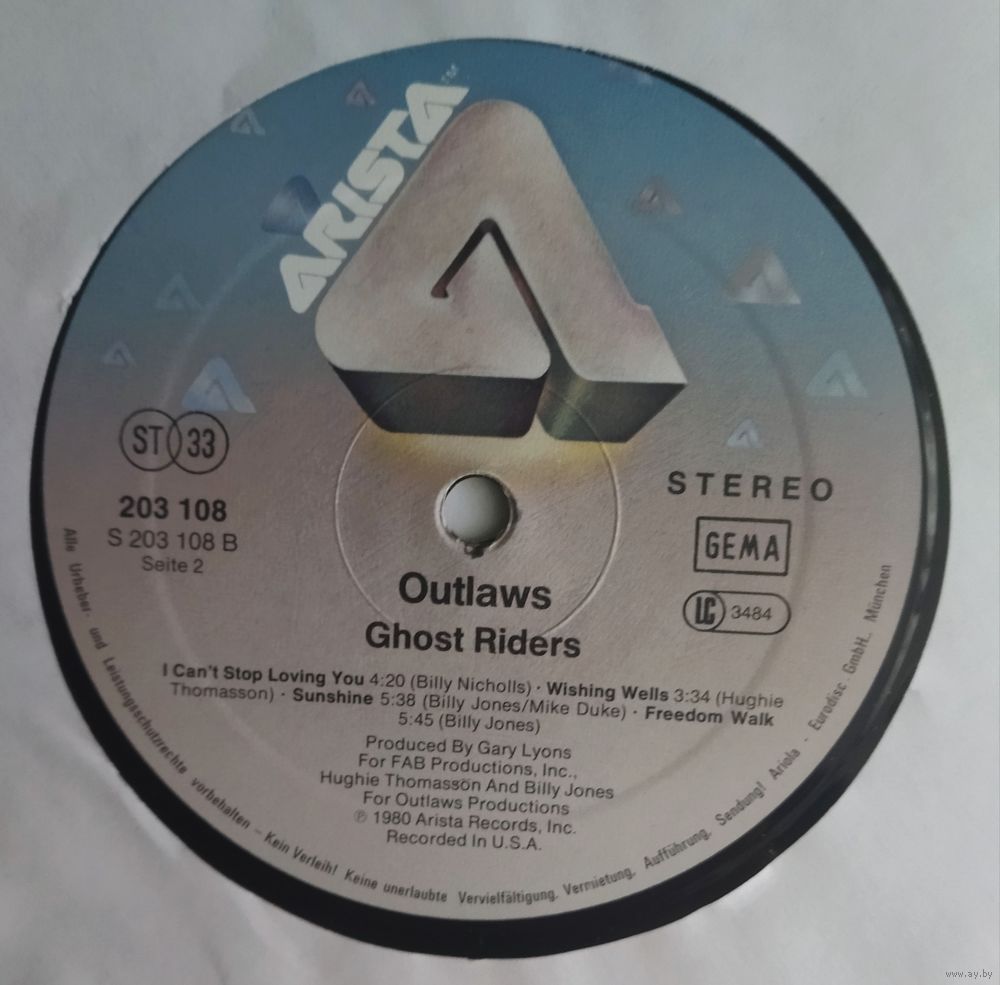 ARISTA™
ST 33
203 108
S 203 108 B
Seite 2
STEREO
GEMA
LC 3484
Outlaws
Ghost Riders
I Can't Stop Loving You 4:20 (Billy Nicholls) · Wishing Wells 3:34 (Hughie
Thomasson) · Sunshine 5:38 (Billy Jones/Mike Duke) · Freedom Walk
5:45 (Billy Jones)
Produced By Gary Lyons
For FAB Productions, Inc.,
Hughie Thomasson And Billy Jones
For Outlaws Productions
℗ 1980 Arista Records, Inc.
Recorded In U.S.A.
Alle Urheber- und Leistungsschutzrechte vorbehalten – Kein Verleih! Keine unerlaubte Vervielfältigung, Vermietung, Aufführung, Sendung! Ariola - Eurodisc GmbH., München
www.ay.by